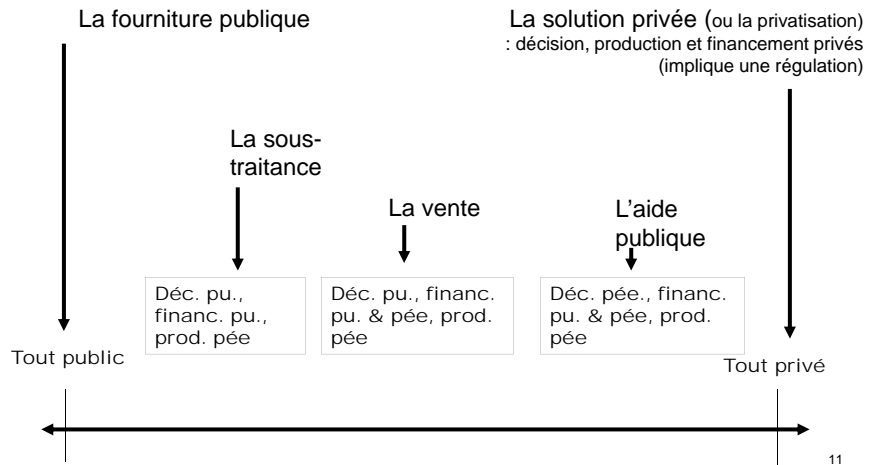 La fourniture publique
La solution privée (ou la privatisation)
: décision, production et financement privés
(implique une régulation)
La sous-
traitance
La vente
L'aide
publique
Déc. pu.,
financ. pu.,
prod. pée
Déc. pu., financ.
pu. & pée, prod.
pée
Déc. pée., financ.
pu. & pée, prod.
pée
Tout public
Tout privé
11